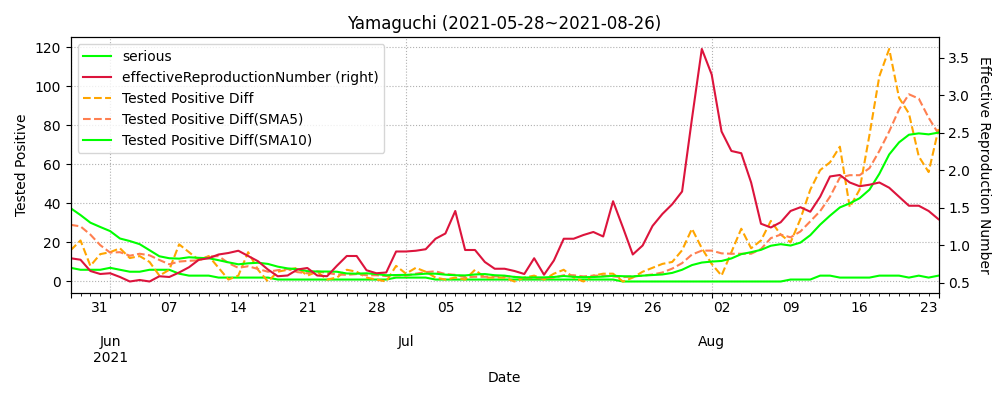 Yamaguchi (2021-05-28~2021-08-26)
serious
effectiveReproductionNumber (right)
Tested Positive Diff
Tested Positive Diff(SMA5)
Tested Positive Diff(SMA10)
Tested Positive
120
100
80
60
40
20
0
3.5
3.0
2.5
2.0
1.5
1.0
0.5
Effective Reproduction Number
31 07 14 21 28 05 12 19 26 02 09 16 23
Jun Jul Aug
2021
Date